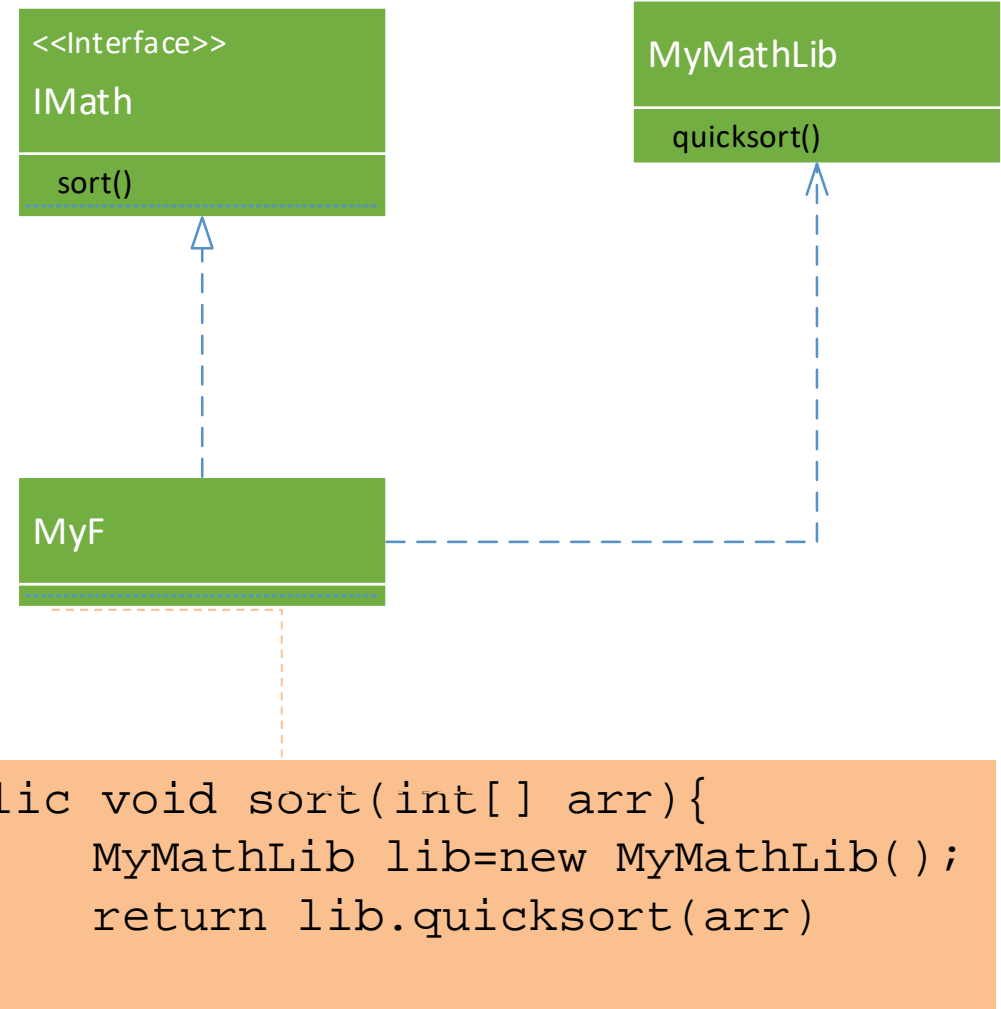 <<Interface>>
IMath
sort()
MyMathLib
quicksort()
MyF
lic void sort(int[] arr){
MyMathLib lib=new MyMathLib();
return lib.quicksort(arr)